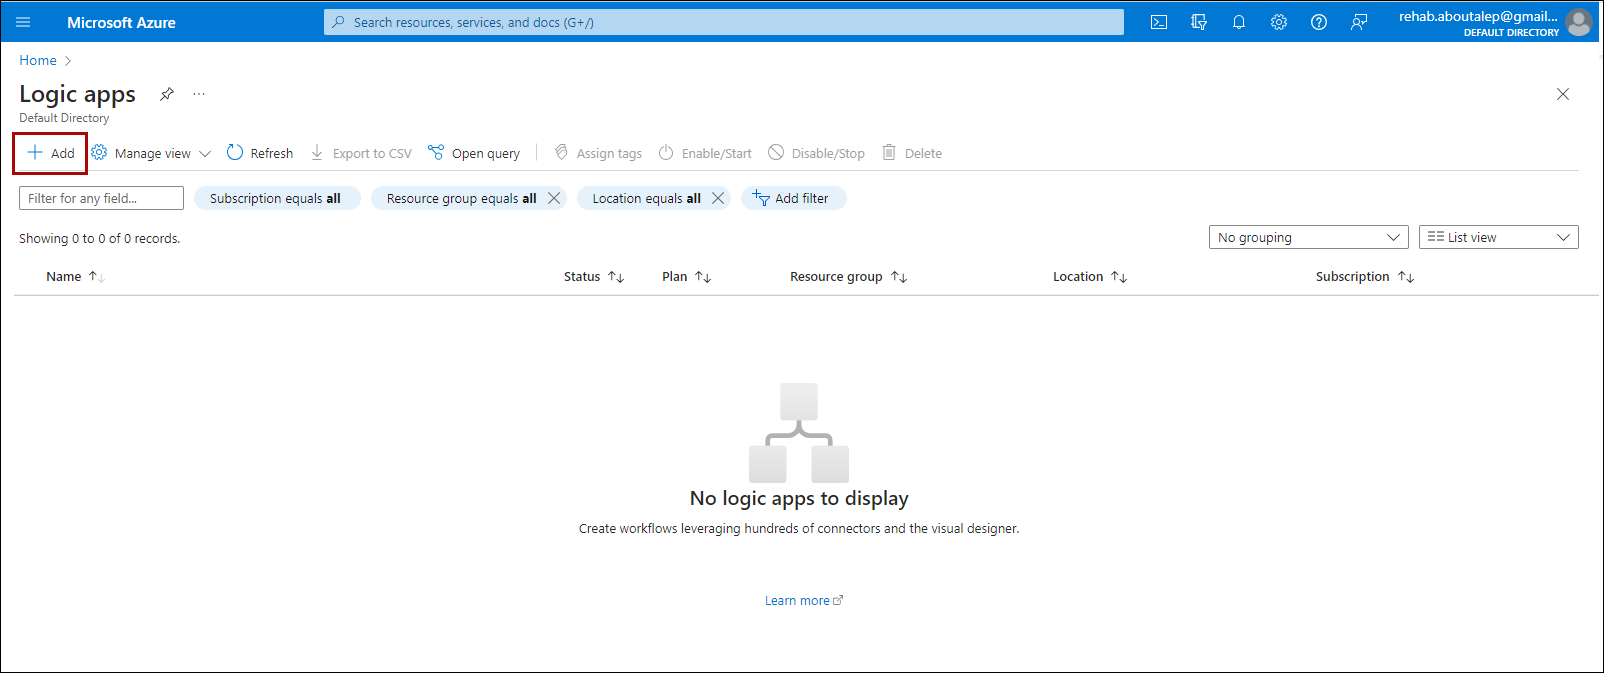 Microsoft Azure
Search resources, services, and docs (G+/)
rehab.aboutalep@gmail...
DEFAULT DIRECTORY
Home
Logic apps
Default Directory
Add Manage view Refresh Export to CSV Open query Assign tags Enable/Start Disable/Stop Delete
Filter for any field... Subscription equals all Resource group equals all Location equals all Add filter
Showing 0 to 0 of 0 records. No grouping List view
Name Status Plan Resource group Location Subscription
No logic apps to display
Create workflows leveraging hundreds of connectors and the visual designer.
Learn more